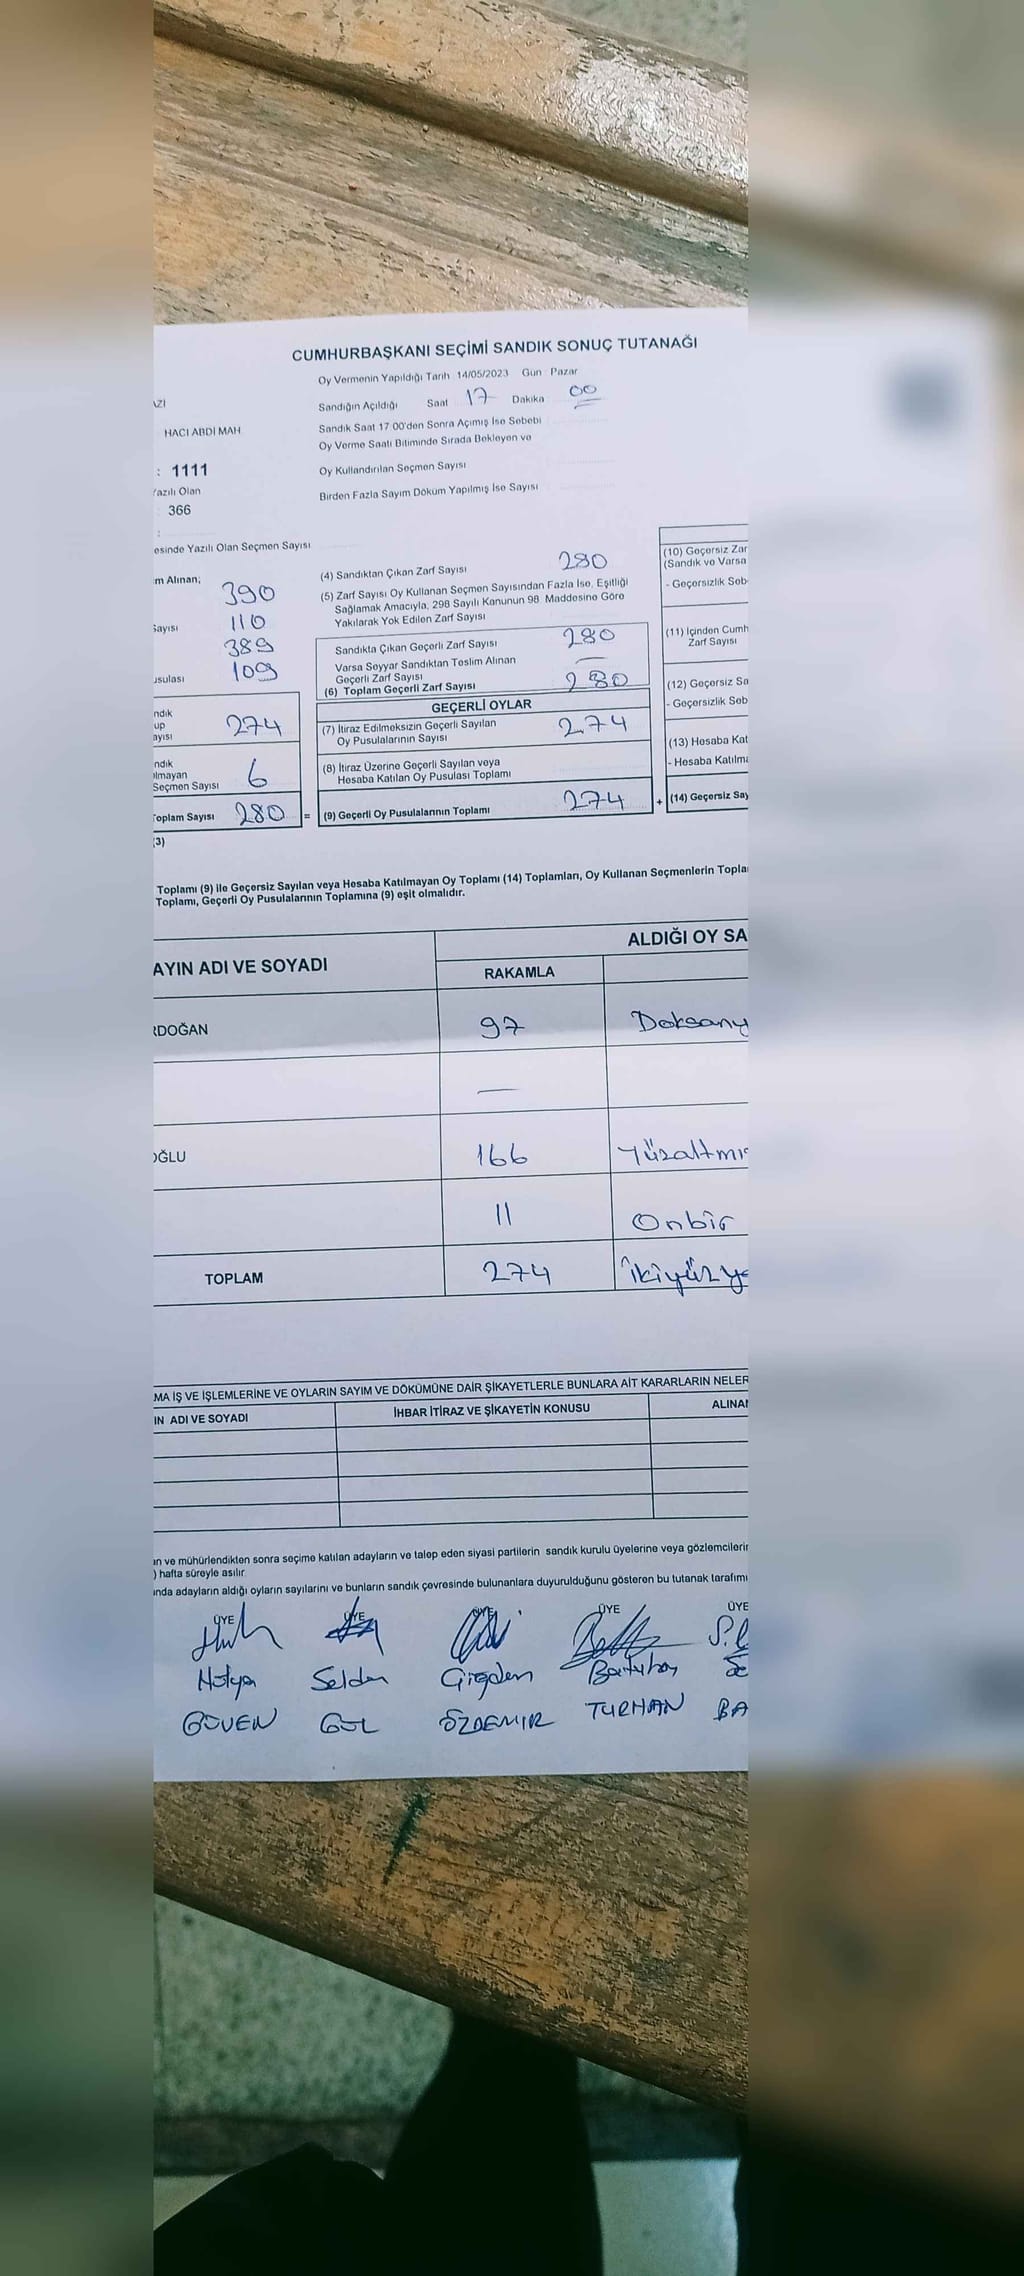 CUMHURBAŞKANI SEÇİMİ SANDIK SONUÇ TUTANAĞI
Oy Vermenin Yapıldığı Tarih 14/05/2023 Gün : Pazar
Sandığın Açıldığı Saat 17 Dakika 00
Sandık Saat 17 00'den Sonra Açımış İse Sebebi
Oy Verme Saati Bitiminde Sırada Bekleyen ve
Oy Kullandırılan Seçmen Sayısı
Birden Fazla Sayım Döküm Yapılmış İse Sayısı
AZİ
HACI ABDİ MAH
: 1111
Yazılı Olan
: 366
esinde Yazılı Olan Seçmen Sayısı
m Alınan;
390
Sayısı 110
389
usulası 109
ndık
up
ayısı 274
ndık
olmayan
Seçmen Sayısı 6
Toplam Sayısı 280 =
(3)
(4) Sandıktan Çıkan Zarf Sayısı 280
(5) Zarf Sayısı Oy Kullanan Seçmen Sayısından Fazla İse, Eşitliği
Sağlamak Amacıyla, 298 Sayılı Kanunun 98. Maddesine Göre
Yakılarak Yok Edilen Zarf Sayısı
Sandıkta Çıkan Geçerli Zarf Sayısı 280
Varsa Seyyar Sandıktan Teslim Alınan
Geçerli Zarf Sayısı —
(6) Toplam Geçerli Zarf Sayısı 280
GEÇERLİ OYLAR
(7) İtiraz Edilmeksizin Geçerli Sayılan
Oy Pusulalarının Sayısı 274
(8) İtiraz Üzerine Geçerli Sayılan veya
Hesaba Katılan Oy Pusulası Toplamı
(9) Geçerli Oy Pusulalarının Toplamı 274 +
(10) Geçersiz Zar
(Sandık ve Varsa
- Geçersizlik Seb
(11) İçinden Cumh
Zarf Sayısı
(12) Geçersiz Sa
- Geçersizlik Seb
(13) Hesaba Kat
- Hesaba Katılma
(14) Geçersiz Say
Toplamı (9) ile Geçersiz Sayılan veya Hesaba Katılmayan Oy Toplamı (14) Toplamları, Oy Kullanan Seçmenlerin Topla
Toplamı, Geçerli Oy Pusulalarının Toplamına (9) eşit olmalıdır.
AYIN ADI VE SOYADI
ALDIĞI OY SA
RAKAMLA
RDOĞAN 97 Doksany
—
OĞLU 166 Yüzaltmış
11 Onbir
TOPLAM 274 İkiyüzye
MA İŞ VE İŞLEMLERİNE VE OYLARIN SAYIM VE DÖKÜMÜNE DAİR ŞİKAYETLERLE BUNLARA AİT KARARLARIN NELER
IN ADI VE SOYADI İHBAR İTİRAZ VE ŞİKAYETİN KONUSU ALINAN
ın ve mühürlendikten sonra seçime katılan adayların ve talep eden siyasi partilerin sandık kurulu üyelerine veya gözlemcilerin
) hafta süreyle asılır
ında adayların aldığı oyların sayılarını ve bunların sandık çevresinde bulunanlara duyurulduğunu gösteren bu tutanak tarafımı
ÜYE ÜYE ÜYE ÜYE ÜYE
Selden Çiğdem
GÜVEN GÜL ÖZDEMİR TURHAN BA